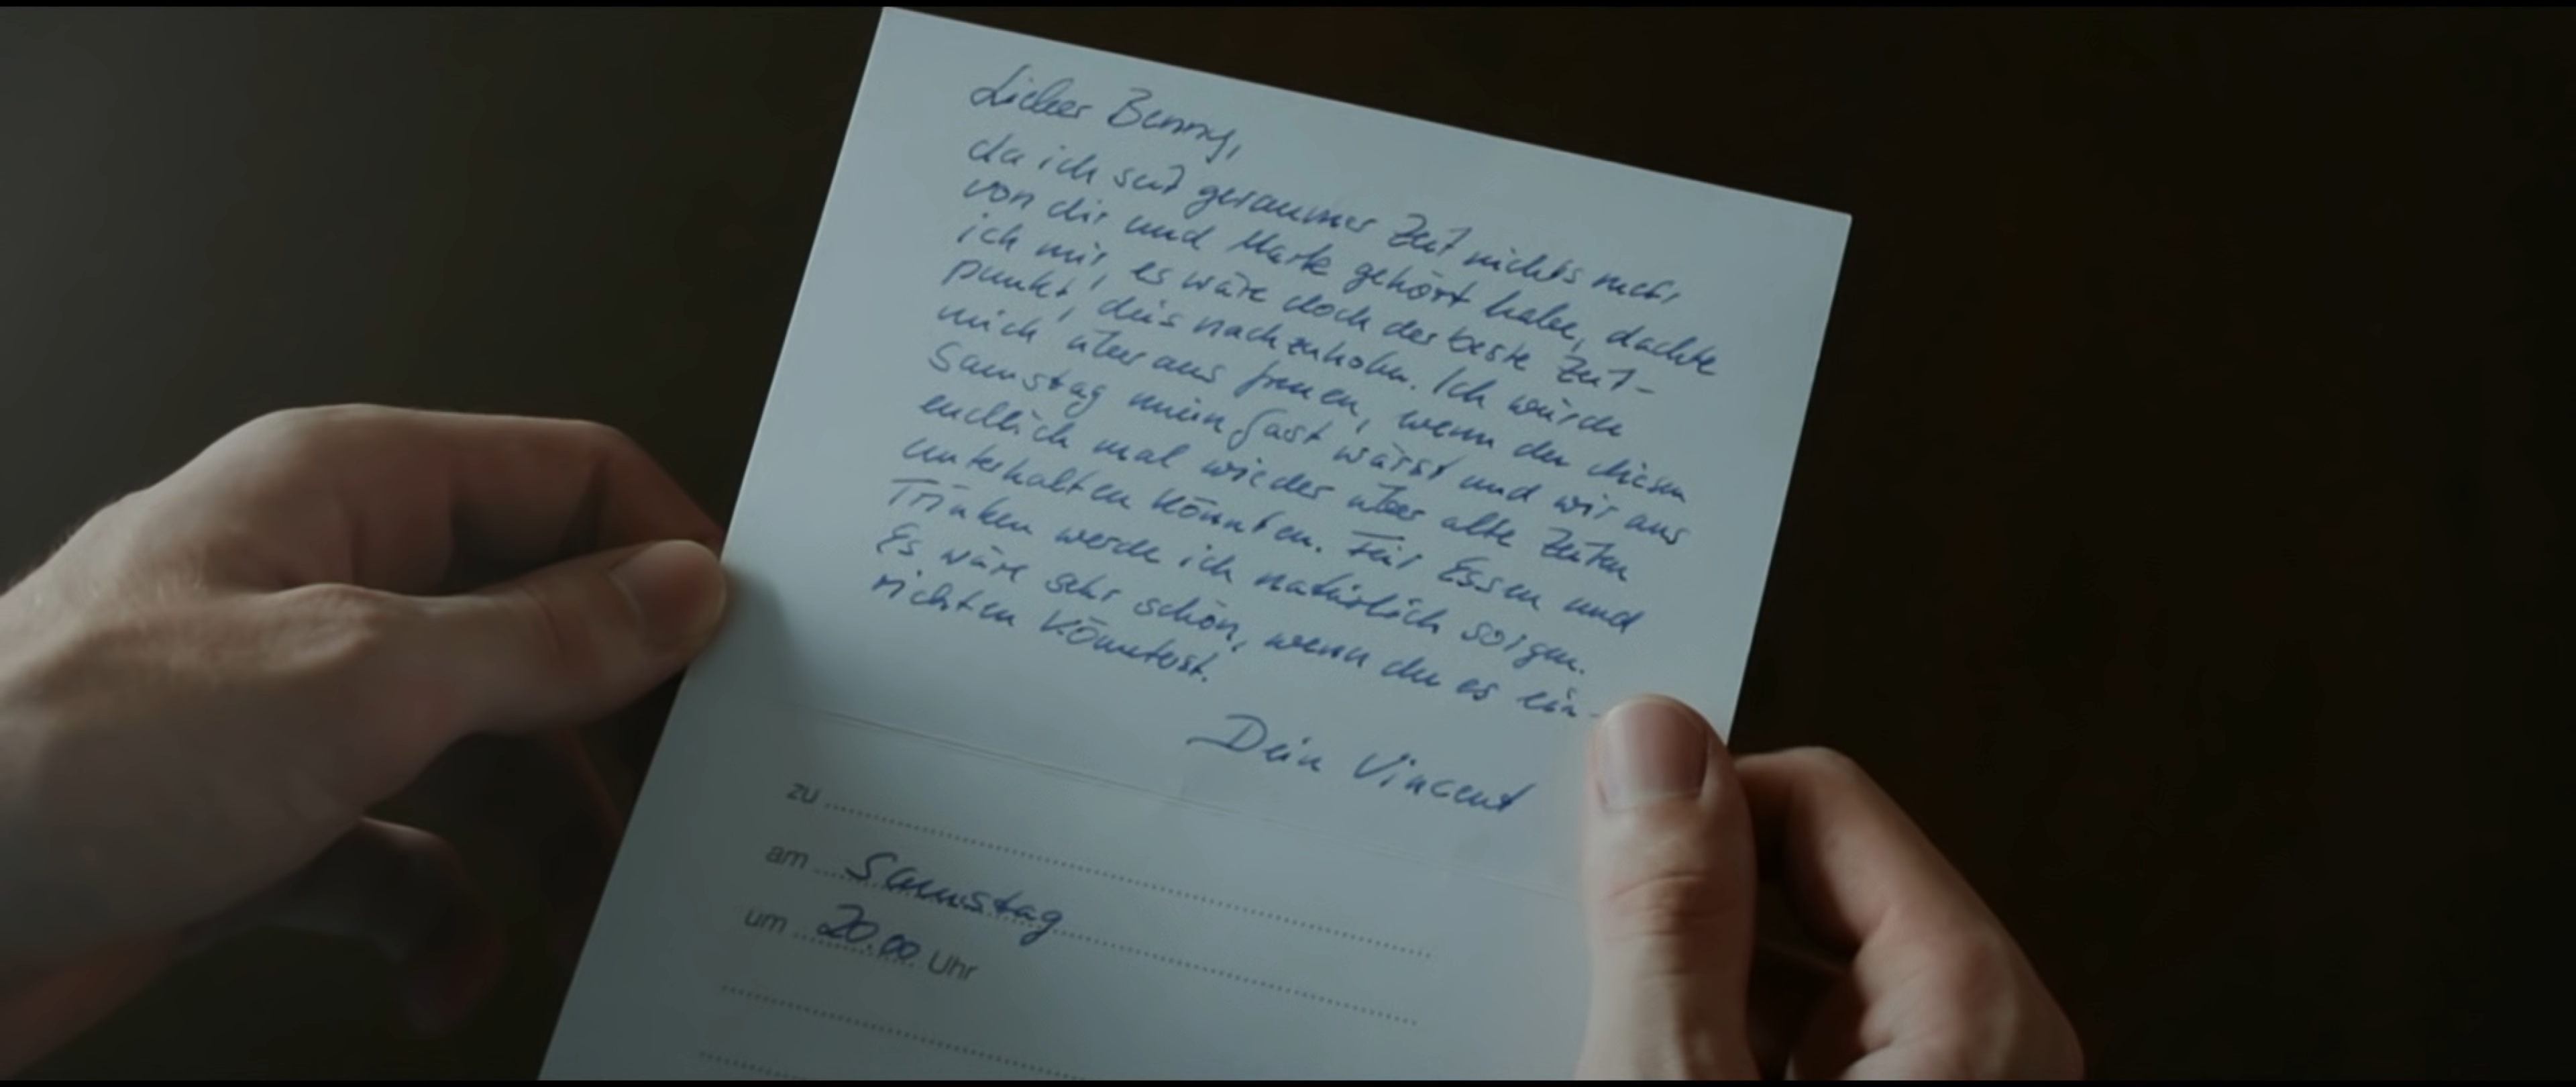 Lieber Benny,
da ich seit geraumer Zeit nichts mehr
von dir und Mark gehört habe, dachte
ich mir, es wäre doch der beste Zeit-
punkt, dies nachzuholen. Ich würde
mich überaus freuen, wenn du diesen
Samstag mein Gast wärst und wir aus
endlich mal wieder über alte Zeiten
unterhalten könnten. Für Essen und
Trinken werde ich natürlich sorgen.
Es wäre sehr schön, wenn du es ein-
richten könntest.
Dein Vincent
zu
am Samstag
um 20.00 Uhr